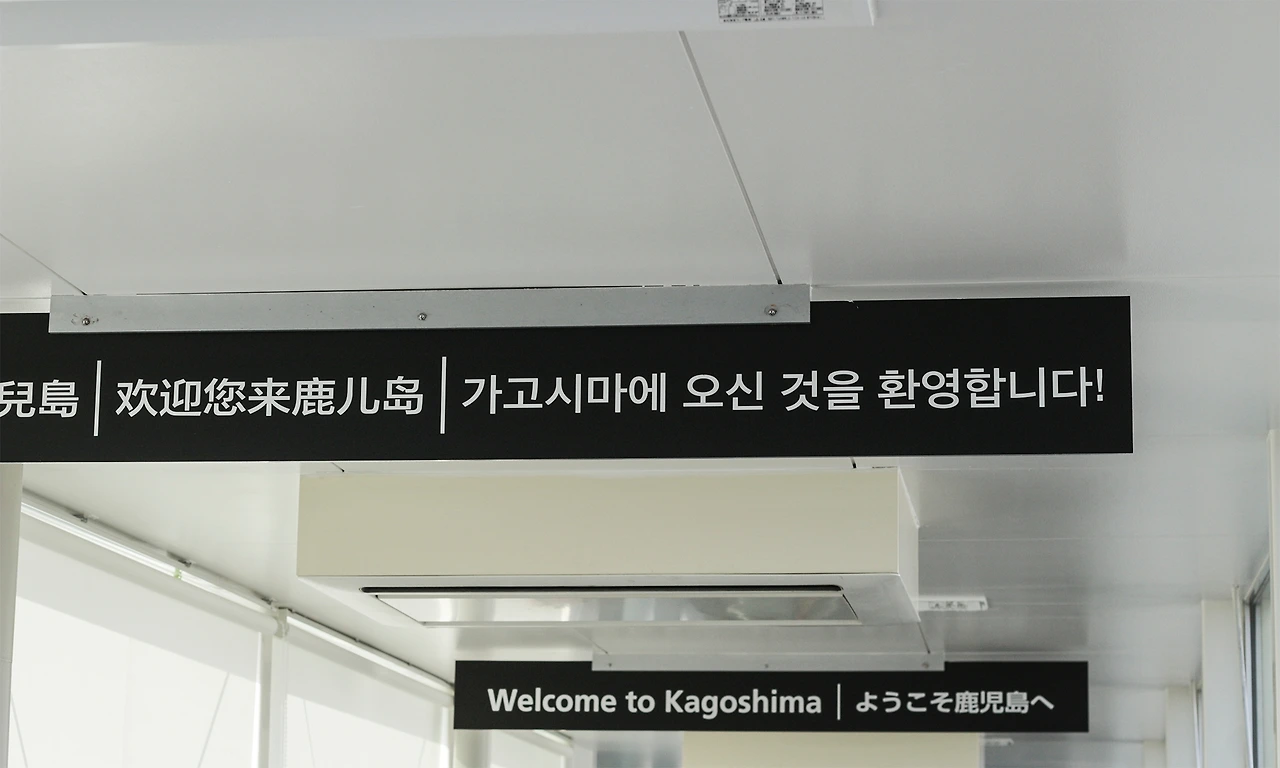 兒島 | 欢迎您来鹿儿岛 | 가고시마에 오신 것을 환영합니다!
Welcome to Kagoshima | ようこそ鹿児島へ